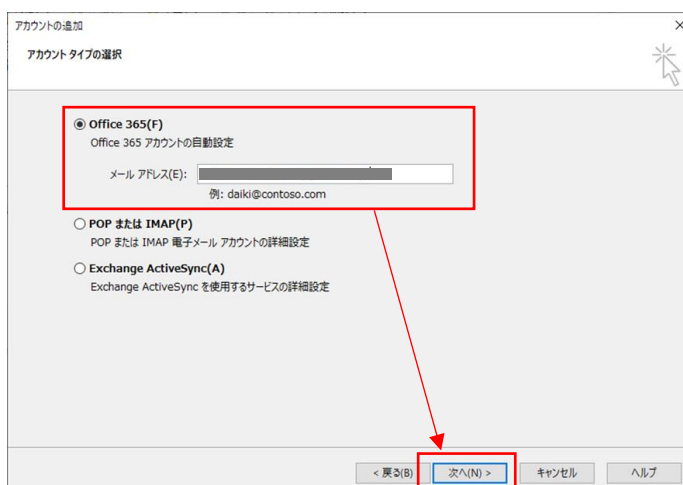 アカウントの追加
アカウント タイプの選択
Office 365(F)
Office 365 アカウントの自動設定
メール アドレス(E):
例: daiki@contoso.com
POP または IMAP(P)
POP または IMAP 電子メール アカウントの詳細設定
Exchange ActiveSync(A)
Exchange ActiveSync を使用するサービスの詳細設定
< 戻る(B) 次へ(N) > キャンセル ヘルプ